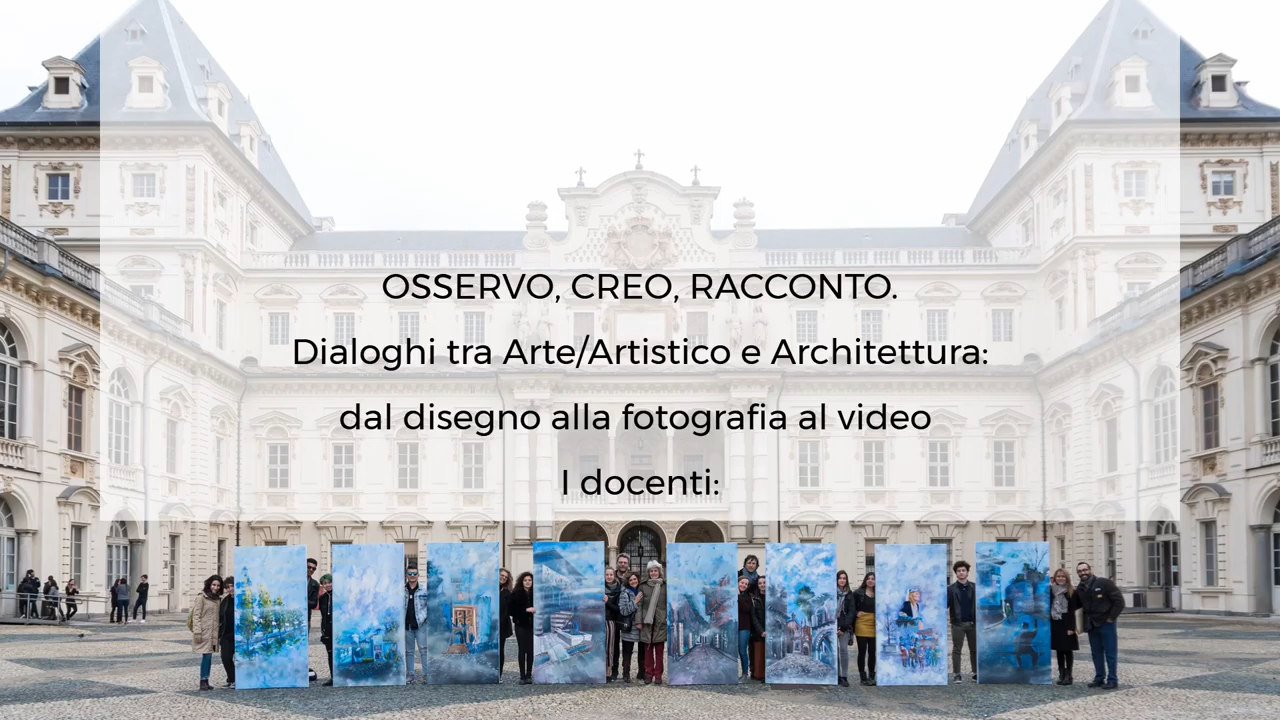 OSSERVO, CREO, RACCONTO.
Dialoghi tra Arte/Artistico e Architettura:
dal disegno alla fotografia al video
I docenti: